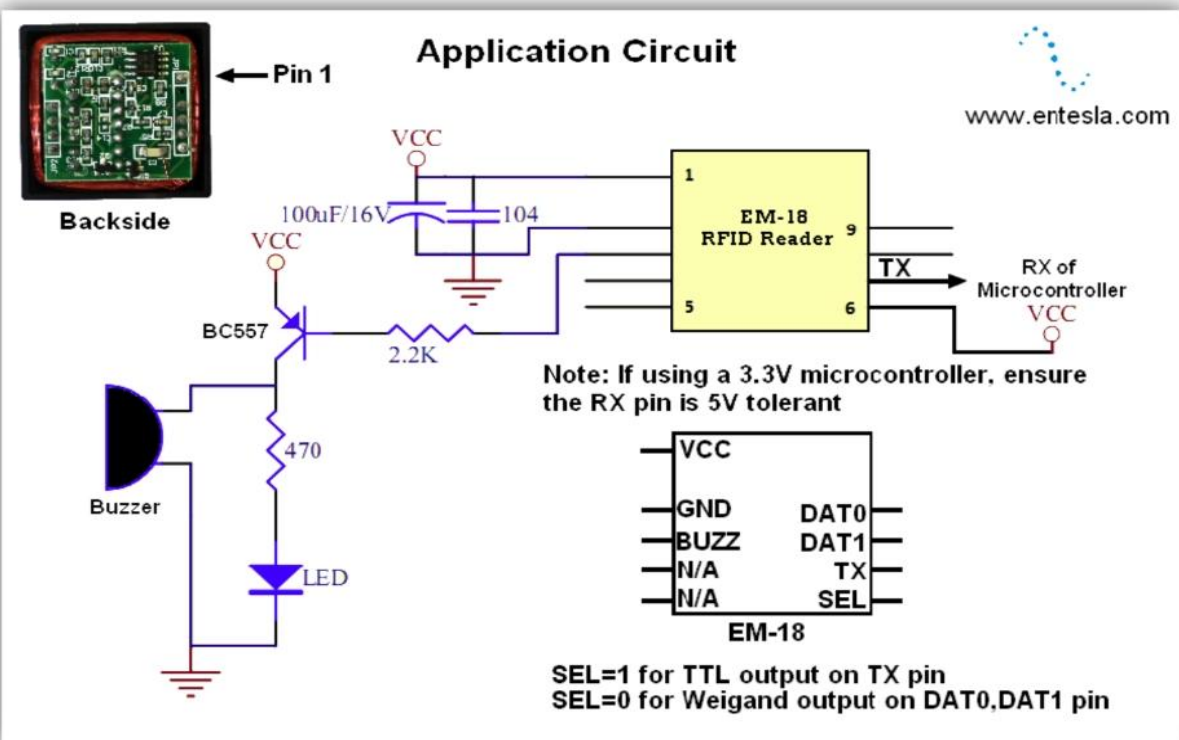 Application Circuit
Pin 1
www.entesla.com
Backside
VCC
100uF/16V
104
1
EM-18
RFID Reader
9
5
6
TX
RX of
Microcontroller
VCC
VCC
BC557
2.2K
Note: If using a 3.3V microcontroller, ensure
the RX pin is 5V tolerant
470
Buzzer
LED
VCC
GND
BUZZ
N/A
N/A
DAT0
DAT1
TX
SEL
EM-18
SEL=1 for TTL output on TX pin
SEL=0 for Weigand output on DAT0,DAT1 pin